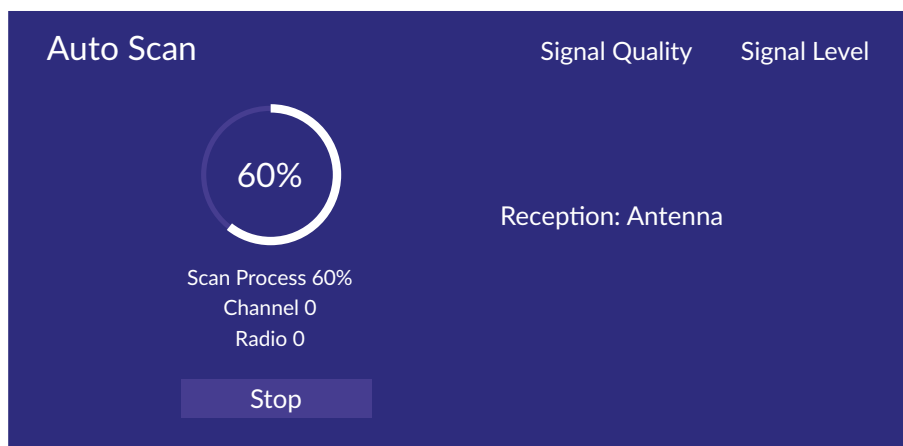 Auto Scan
Signal Quality Signal Level
60%
Reception: Antenna
Scan Process 60%
Channel 0
Radio 0
Stop